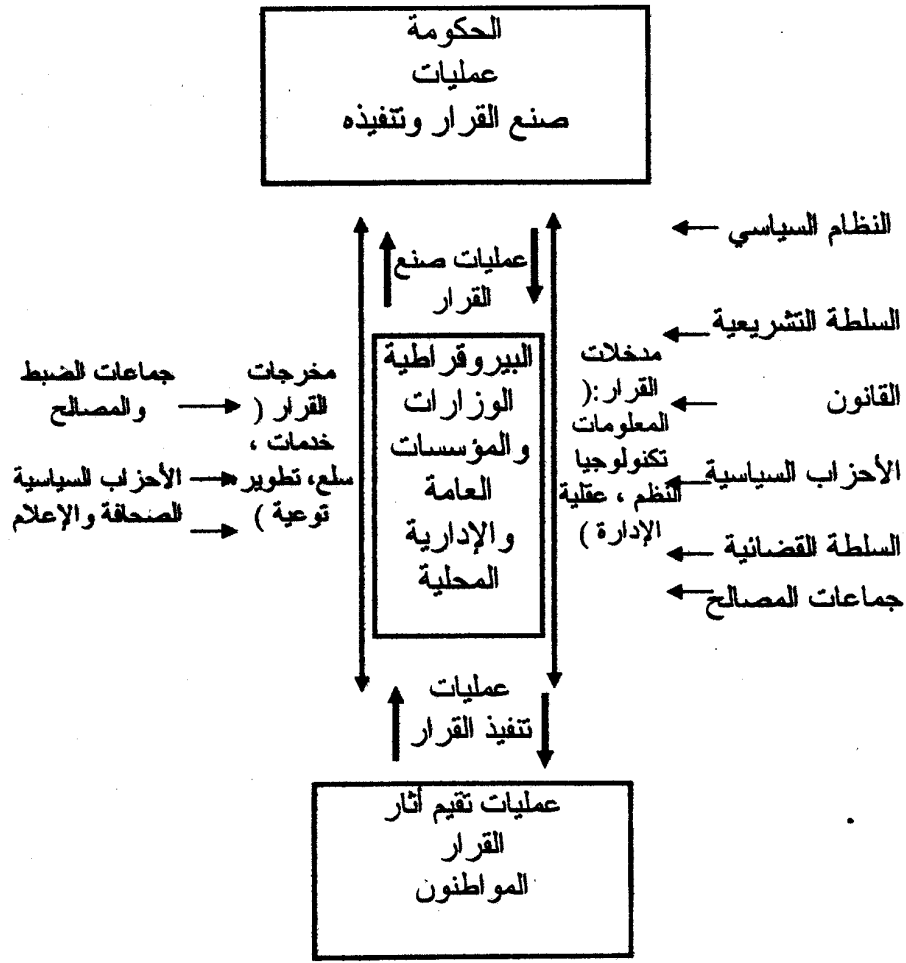 الحكومة
عمليات
صنع القرار وتنفيذه
النظام السياسي
عمليات صنع
القرار
السلطة التشريعية
القانون
الأحزاب السياسية
السلطة القضائية
جماعات المصالح
مدخلات
القرار :(
المعلومات
تكنولوجيا
النظم ، عقلية
الإدارة )
البيروقراطية
الوزارات
والمؤسسات
العامة
والإدارية
المحلية
مخرجات
القرار (
خدمات ،
سلع، تطوير،
توعية )
جماعات الضبط
والمصالح
الأحزاب السياسية
الصحافة والإعلام
عمليات
تنفيذ القرار
عمليات تقيم أثار
القرار
المواطنون